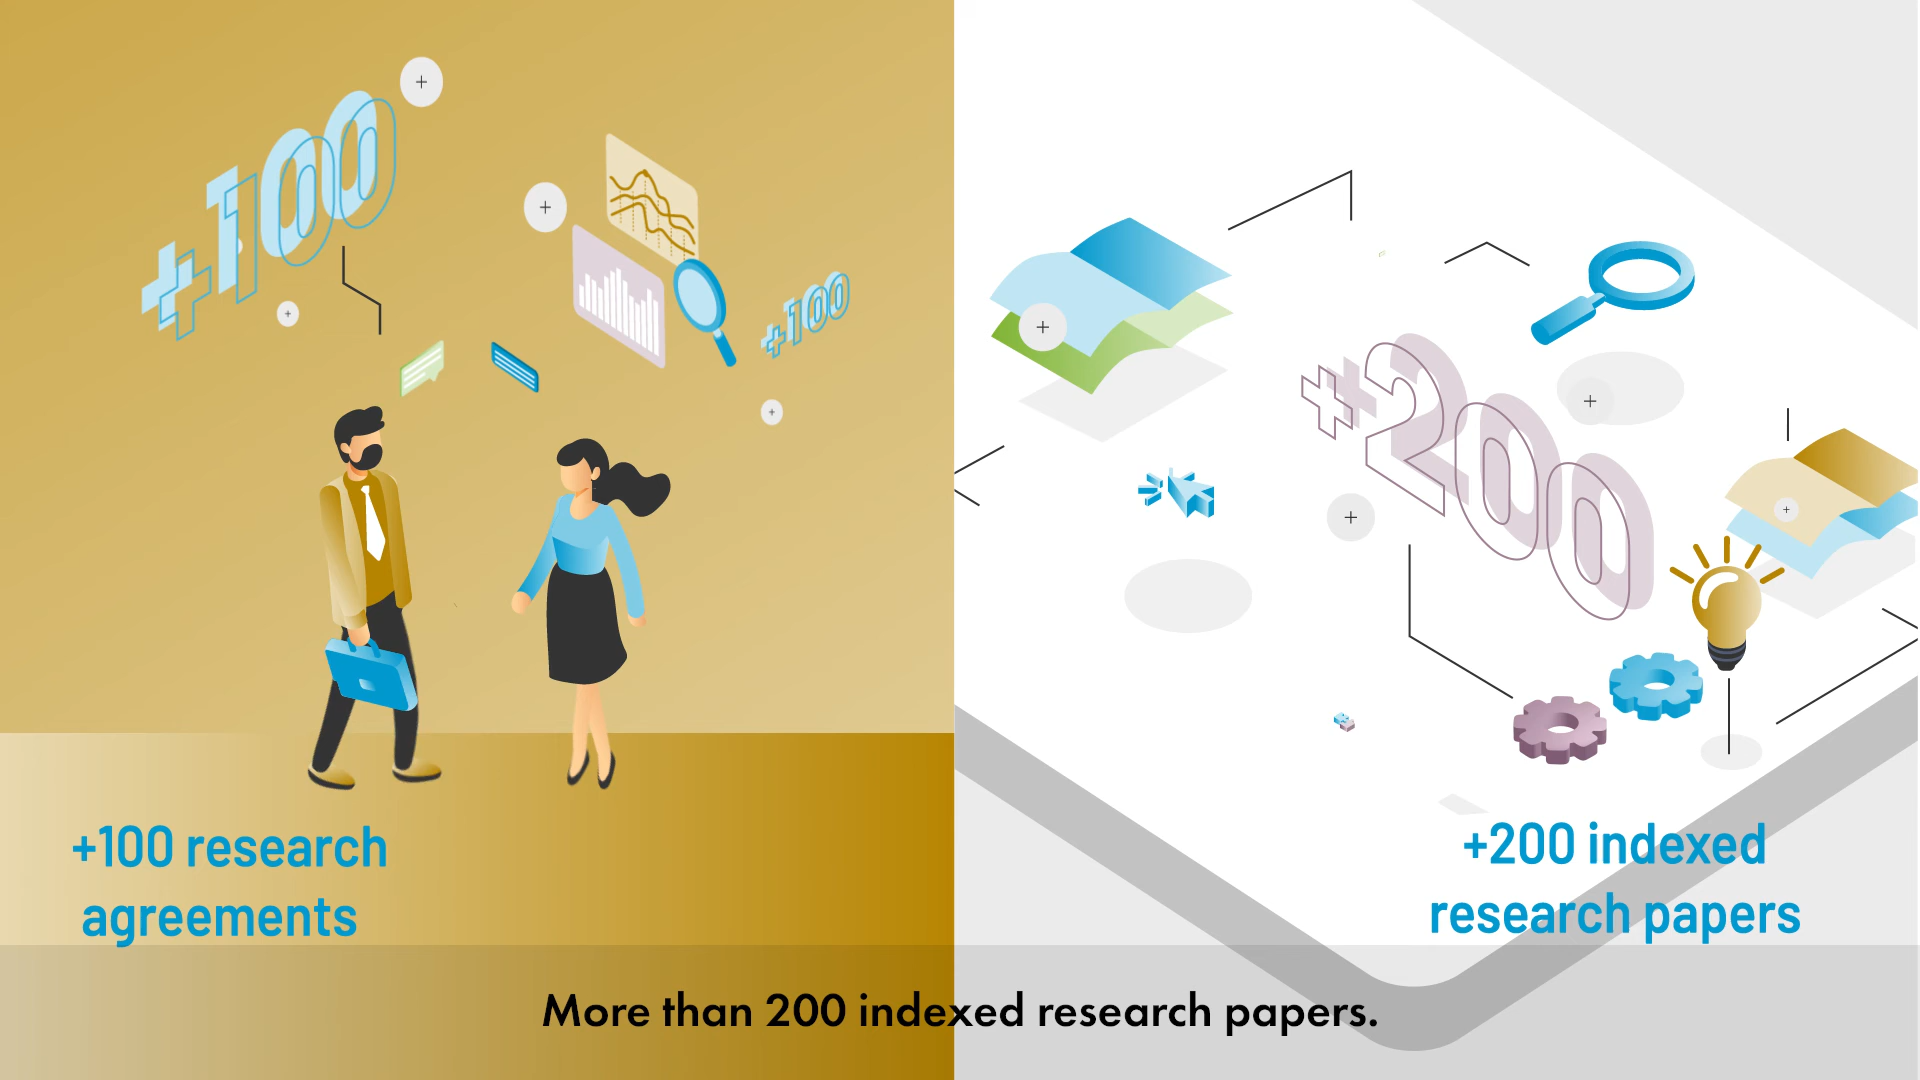 +100
+100
+100 research
agreements
+200
+200 indexed
research papers
More than 200 indexed research papers.